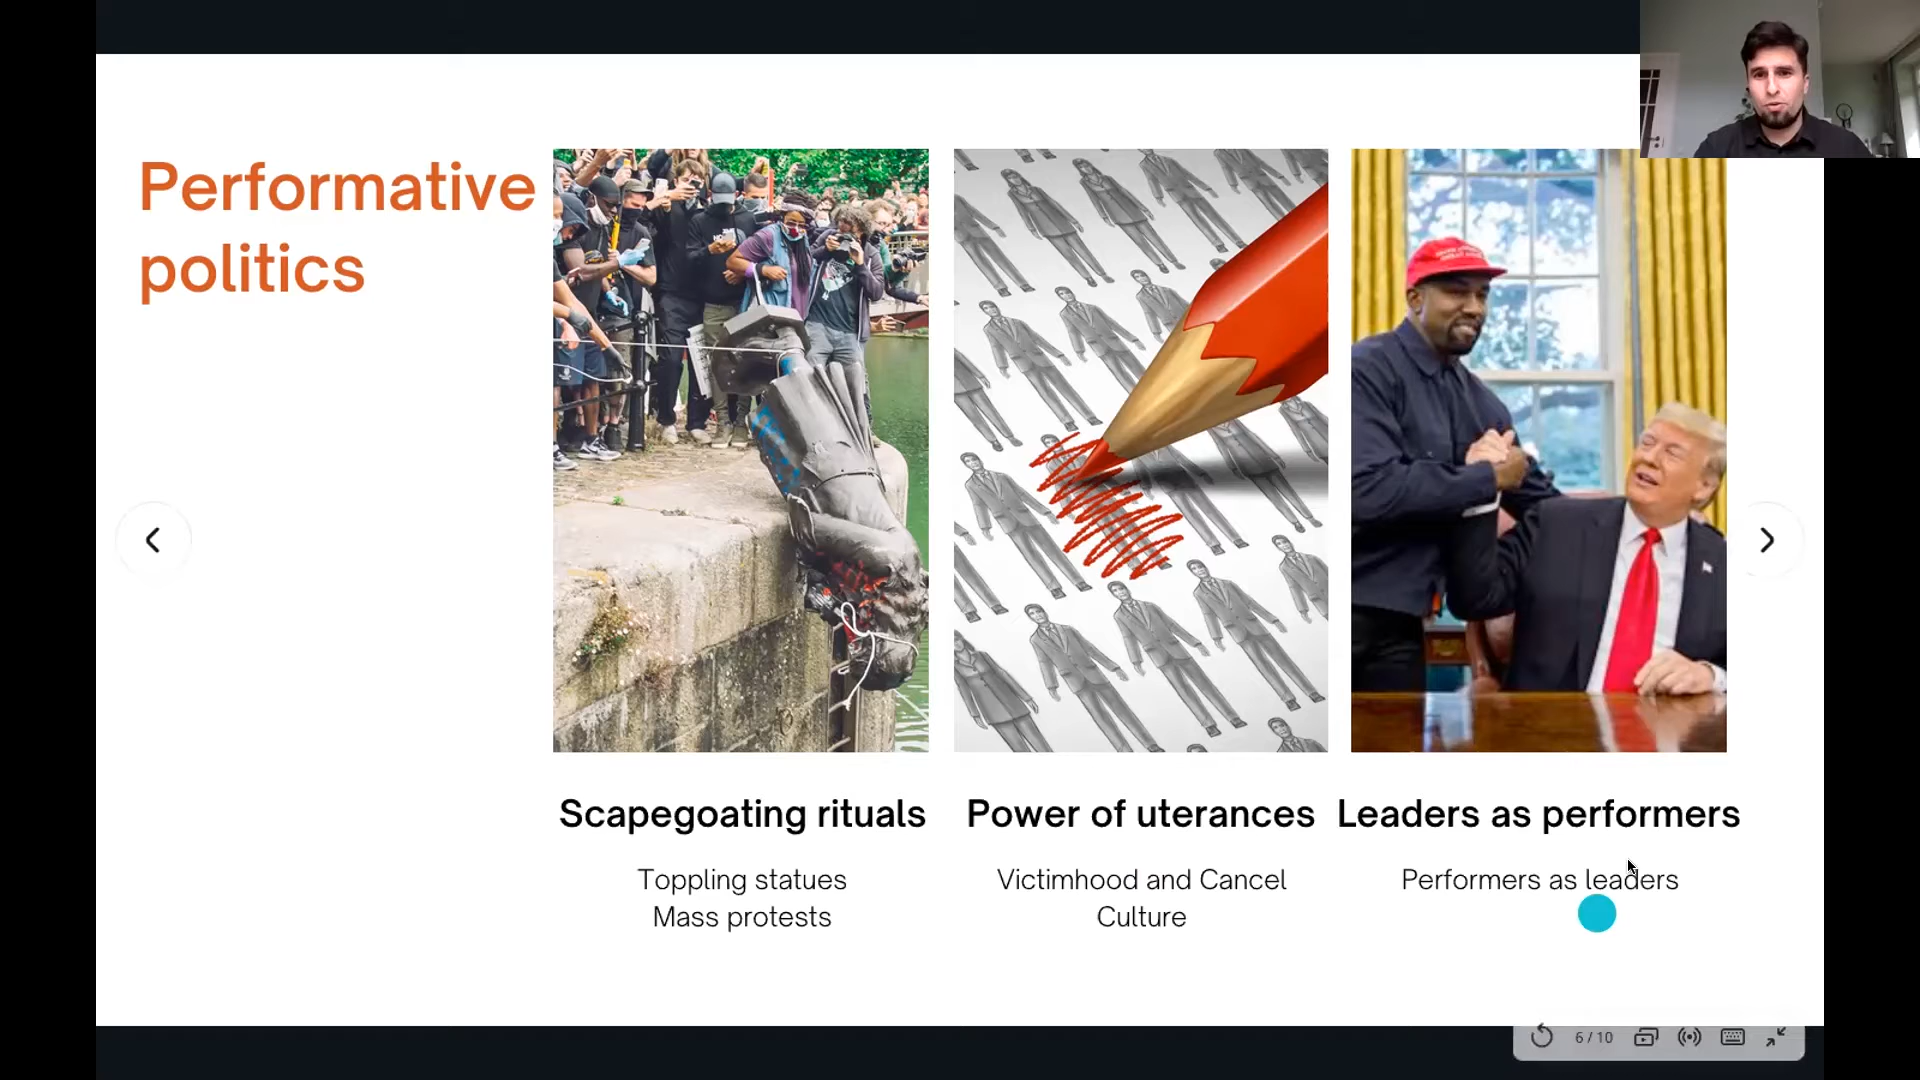 Performative
politics
Scapegoating rituals
Toppling statues
Mass protests
Power of uterances
Victimhood and Cancel
Culture
Leaders as performers
Performers as leaders
6 / 10